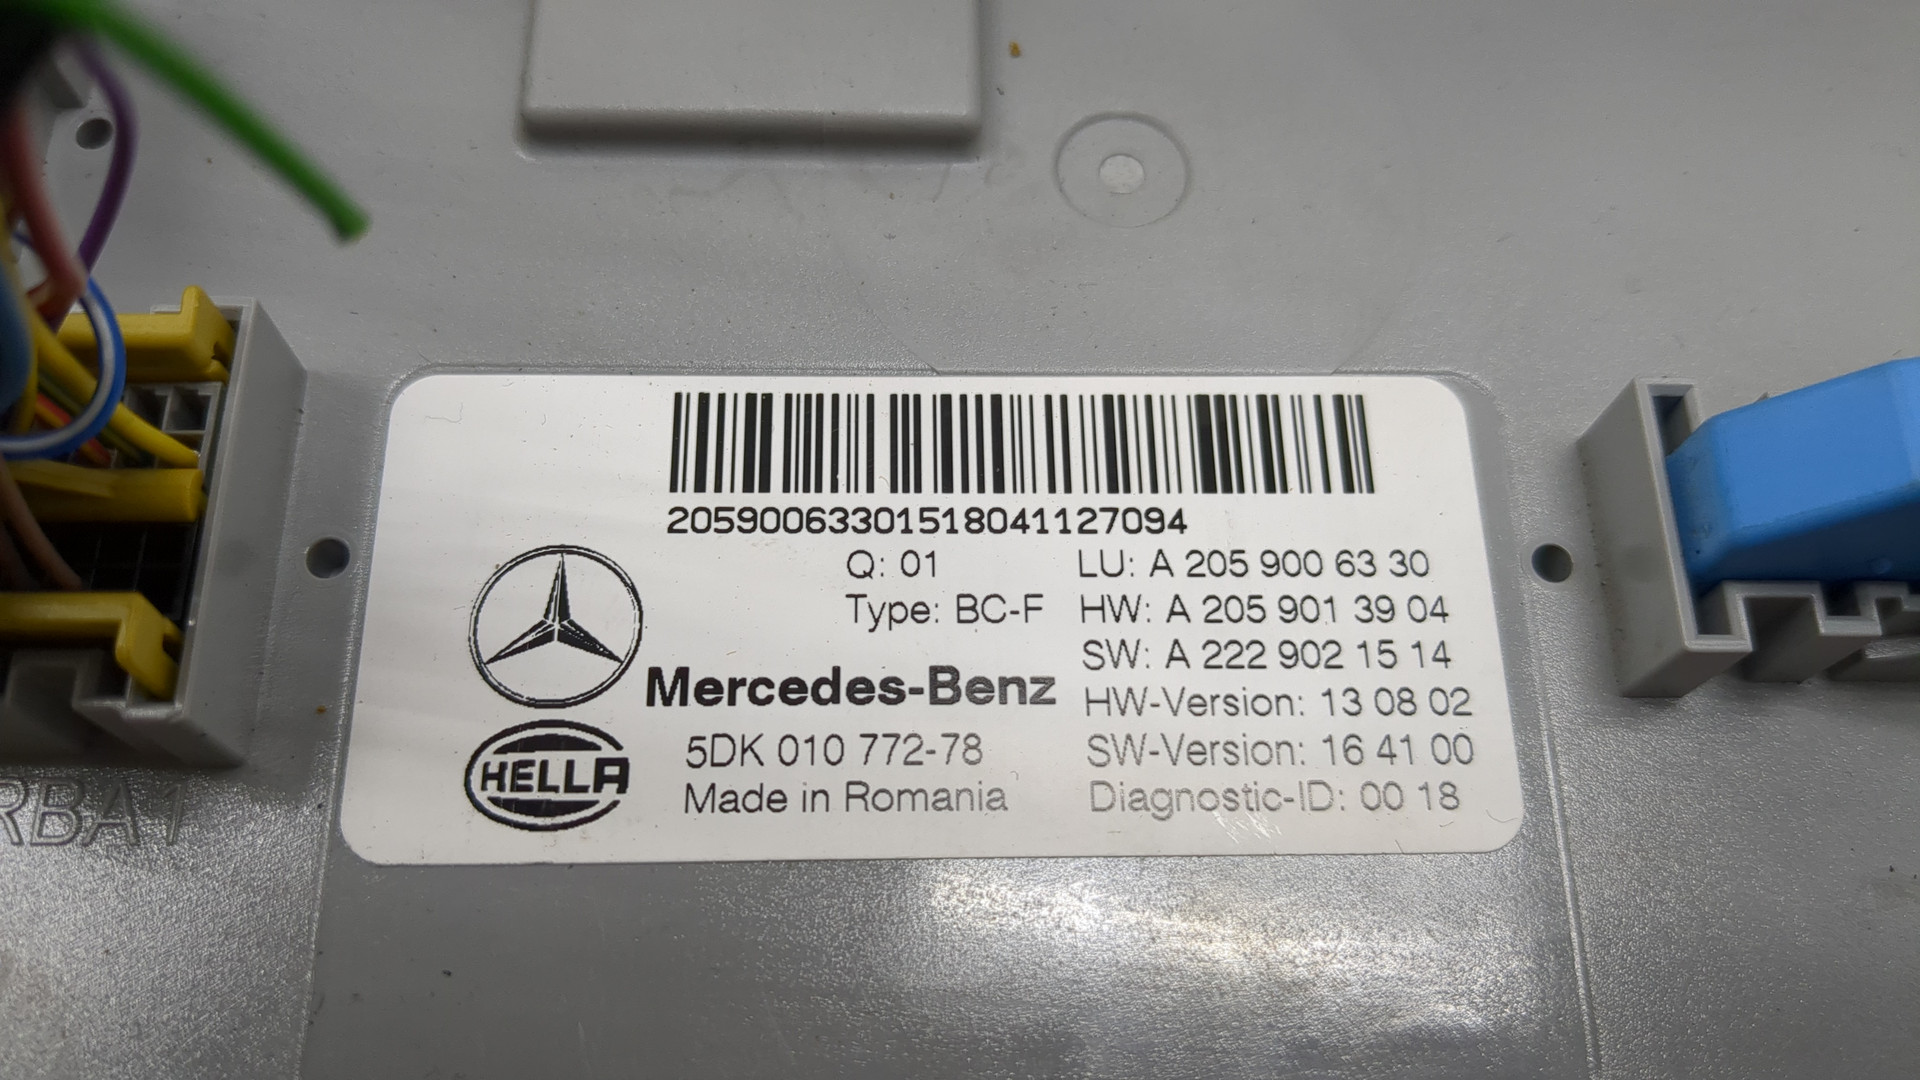 20590063301518041127094
Q: 01 LU: A 205 900 63 30
Type: BC-F HW: A 205 901 39 04
SW: A 222 902 15 14
Mercedes-Benz HW-Version: 13 08 02
5DK 010 772-78 SW-Version: 16 41 00
HELLA
Made in Romania Diagnostic-ID: 00 18
RBA1